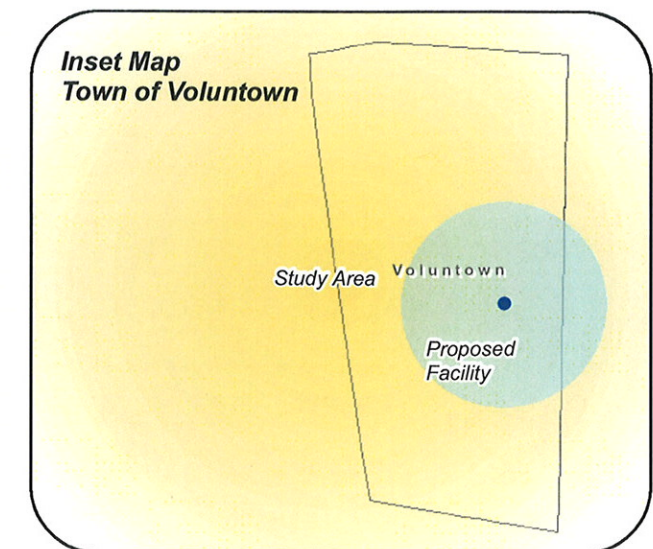 Inset Map
Town of Voluntown
Study Area
Voluntown
Proposed
Facility